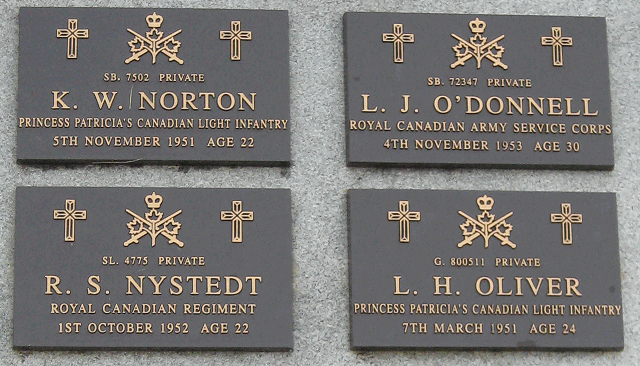 SB. 7502 PRIVATE
K. W. NORTON
PRINCESS PATRICIA'S CANADIAN LIGHT INFANTRY
5TH NOVEMBER 1951 AGE 22
SB. 72347 PRIVATE
L. J. O'DONNELL
ROYAL CANADIAN ARMY SERVICE CORPS
4TH NOVEMBER 1953 AGE 30
SL. 4775 PRIVATE
R. S. NYSTEDT
ROYAL CANADIAN REGIMENT
1ST OCTOBER 1952 AGE 22
G. 800511 PRIVATE
L. H. OLIVER
PRINCESS PATRICIA'S CANADIAN LIGHT INFANTRY
7TH MARCH 1951 AGE 24